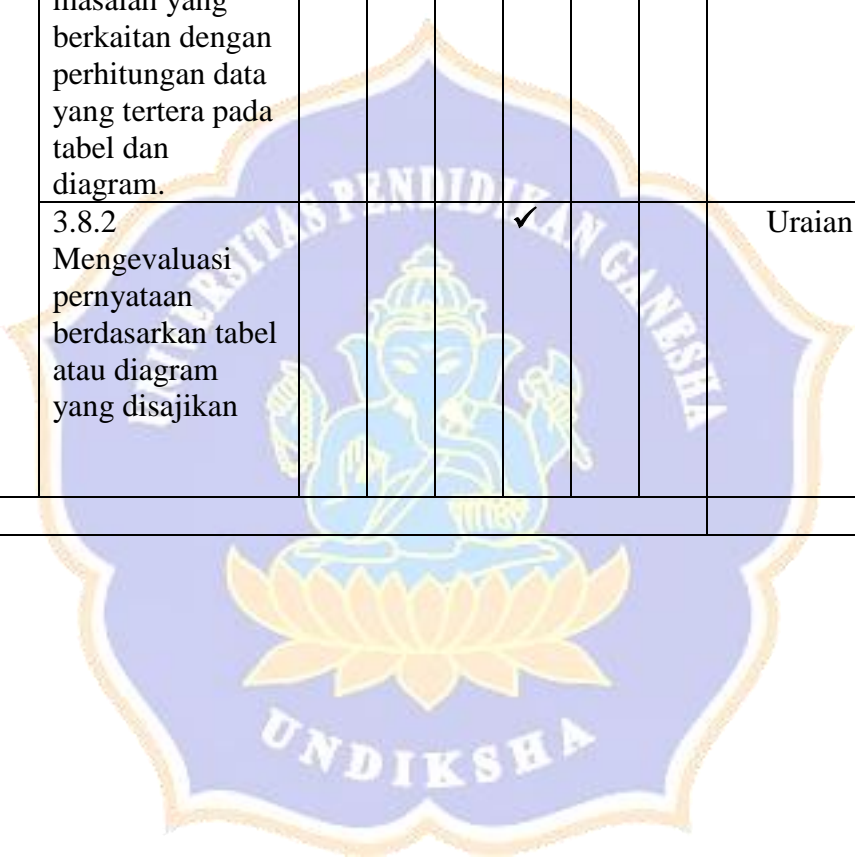 masalah yang
berkaitan dengan
perhitungan data
yang tertera pada
tabel dan
diagram.
3.8.2 ✓ Uraian
Mengevaluasi
pernyataan
berdasarkan tabel
atau diagram
yang disajikan
UNIVERSITAS PENDIDIKAN GANESHA
UNDIKSHA